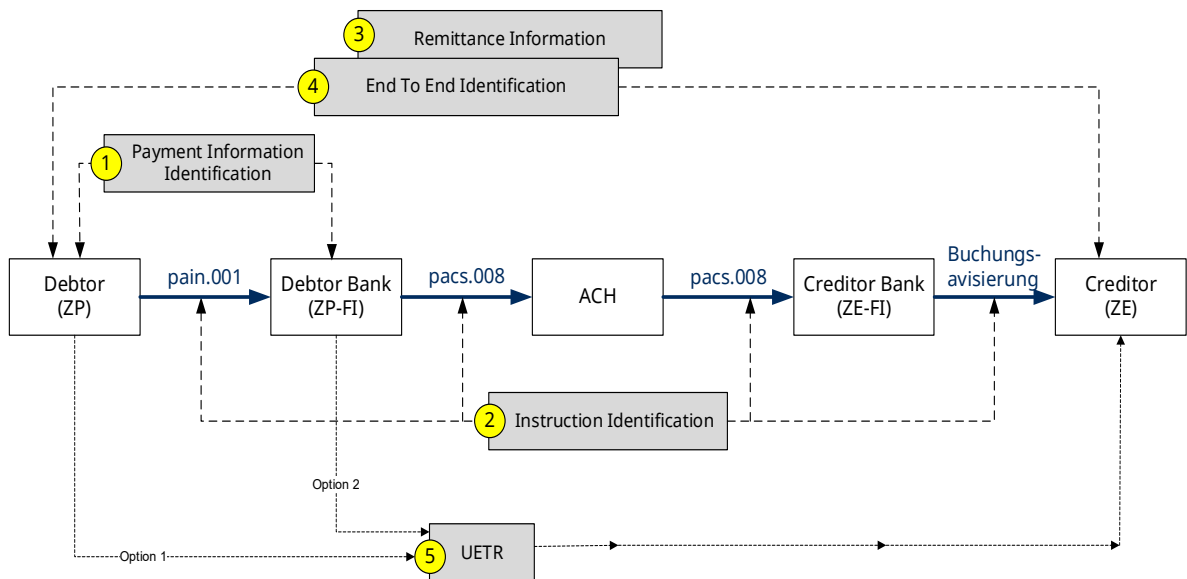 3
Remittance Information
4
End To End Identification
1
Payment Information
Identification
Debtor
(ZP)
pain.001
Debtor Bank
(ZP-FI)
pacs.008
ACH
pacs.008
Creditor Bank
(ZE-FI)
Buchungs-
avisierung
Creditor
(ZE)
2
Instruction Identification
Option 2
Option 1
5
UETR